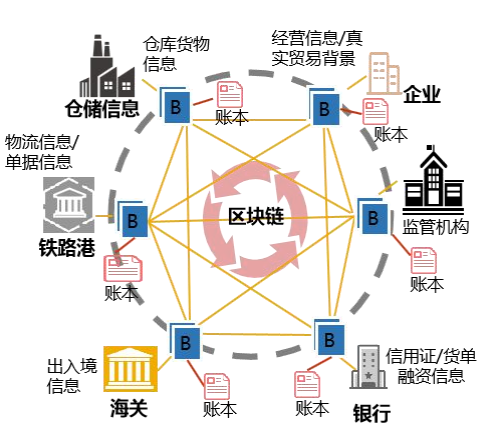 仓库货物
信息
经营信息/真
实贸易背景
仓储信息
B
账本
B
账本
企业
物流信息/
单据信息
铁路港
B
账本
区块链
B
监管机构
账本
出入境
信息
海关
B
账本
B
账本
信用证/货单
融资信息
银行